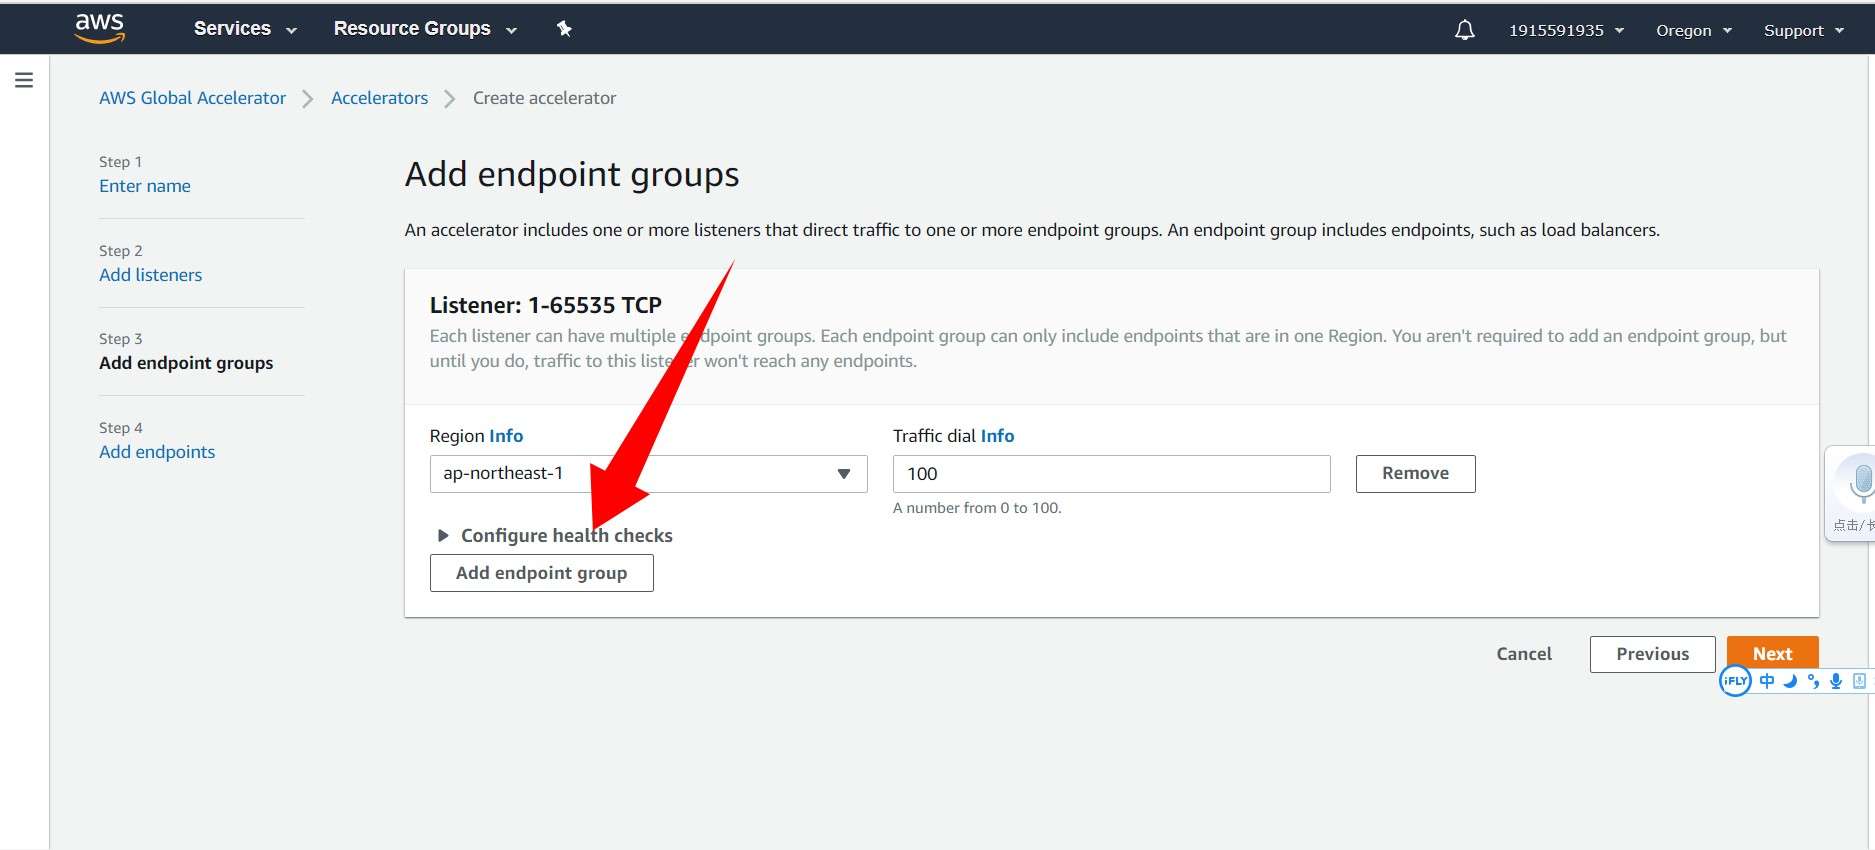 aws Services Resource Groups 1915591935 Oregon Support
AWS Global Accelerator Accelerators Create accelerator
Step 1
Enter name
Step 2
Add listeners
Step 3
Add endpoint groups
Step 4
Add endpoints
Add endpoint groups
An accelerator includes one or more listeners that direct traffic to one or more endpoint groups. An endpoint group includes endpoints, such as load balancers.
Listener: 1-65535 TCP
Each listener can have multiple endpoint groups. Each endpoint group can only include endpoints that are in one Region. You aren't required to add an endpoint group, but
until you do, traffic to this listener won't reach any endpoints.
Region Info
ap-northeast-1
Traffic dial Info
100
A number from 0 to 100.
Remove
Configure health checks
Add endpoint group
Cancel Previous Next
iFLY 中
点击/